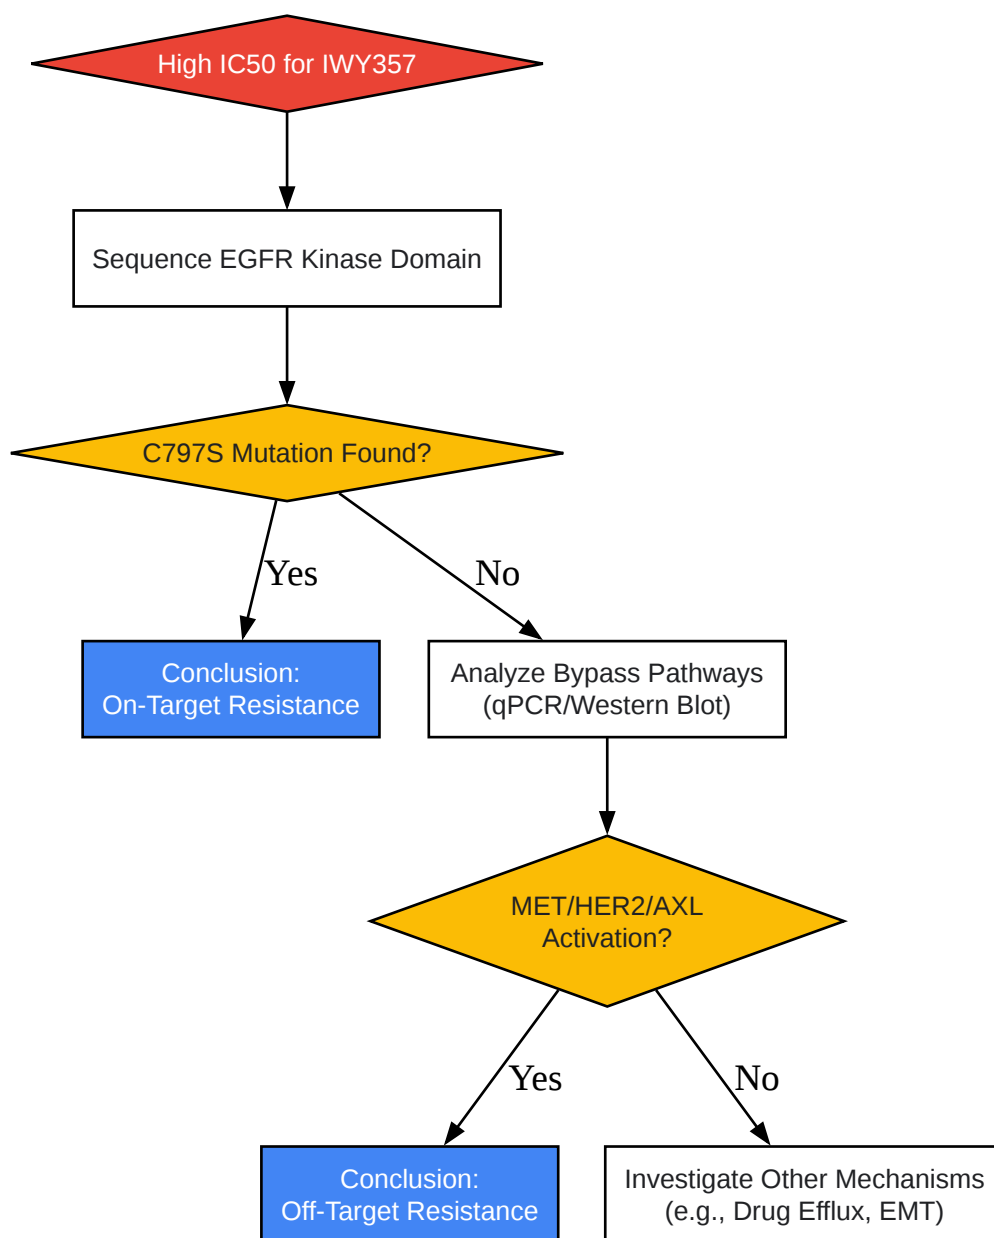 High IC50 for IWY357
Sequence EGFR Kinase Domain
C797S Mutation Found?
Yes
No
Conclusion:
On-Target Resistance
Analyze Bypass Pathways
(qPCR/Western Blot)
MET/HER2/AXL
Activation?
Yes
No
Conclusion:
Off-Target Resistance
Investigate Other Mechanisms
(e.g., Drug Efflux, EMT)